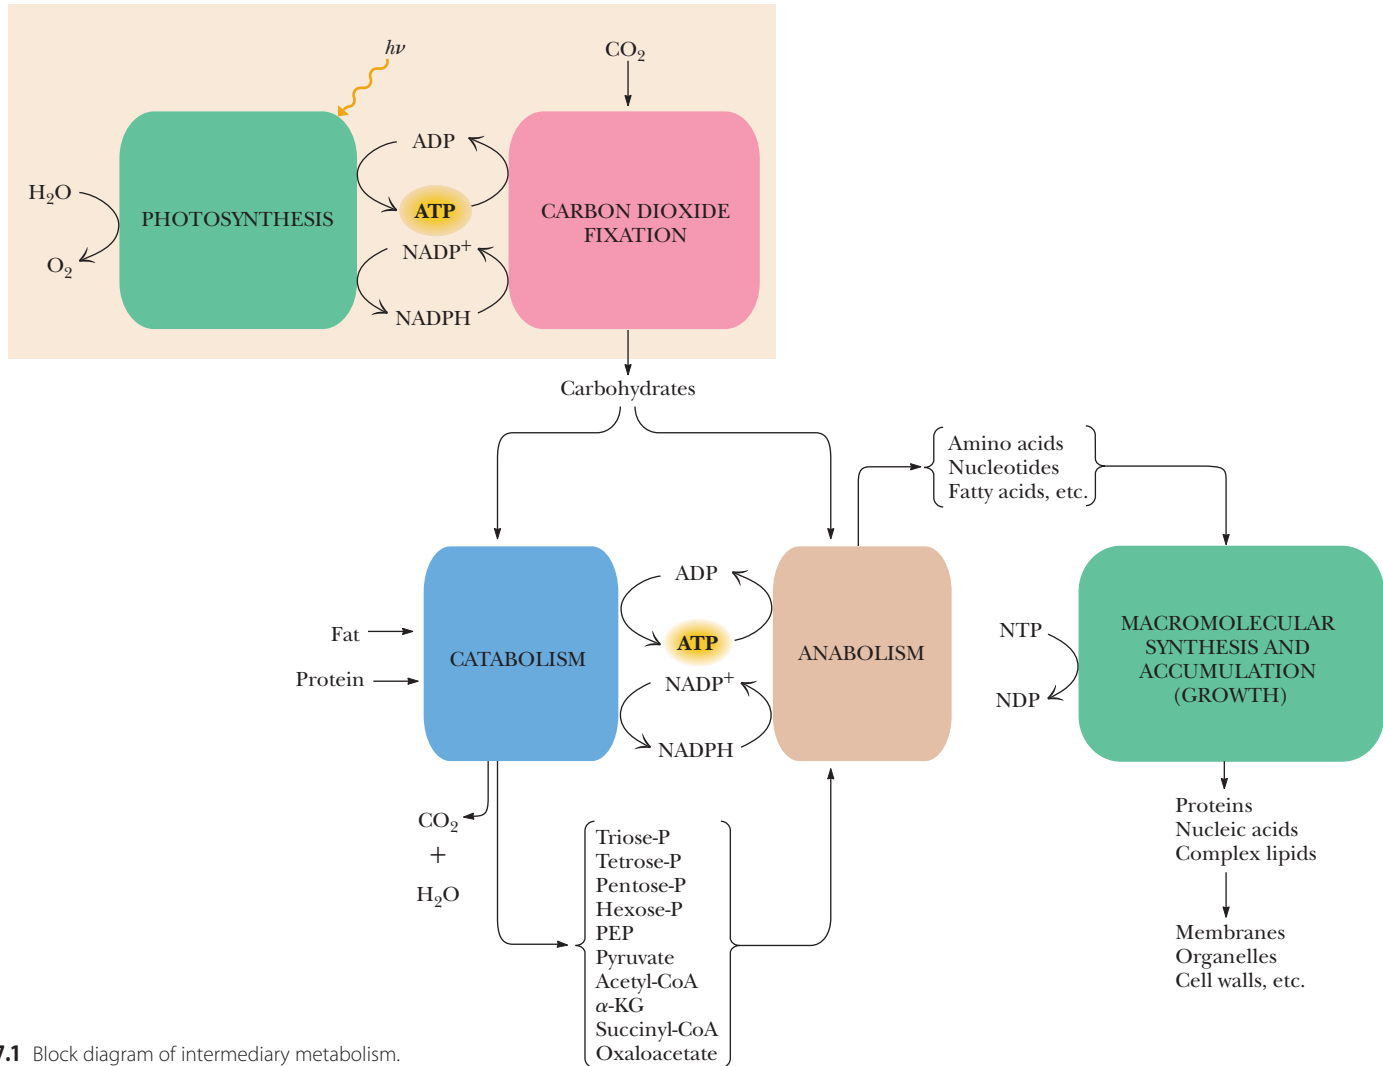 hν
CO₂
H₂O
O₂
PHOTOSYNTHESIS
ADP
ATP
NADP⁺
NADPH
CARBON DIOXIDE
FIXATION
Carbohydrates
Amino acids
Nucleotides
Fatty acids, etc.
Fat
Protein
CATABOLISM
ADP
ATP
NADP⁺
NADPH
ANABOLISM
NTP
NDP
MACROMOLECULAR
SYNTHESIS AND
ACCUMULATION
(GROWTH)
CO₂
+
H₂O
Triose-P
Tetrose-P
Pentose-P
Hexose-P
PEP
Pyruvate
Acetyl-CoA
α-KG
Succinyl-CoA
Oxaloacetate
Proteins
Nucleic acids
Complex lipids
Membranes
Organelles
Cell walls, etc.
7.1 Block diagram of intermediary metabolism.